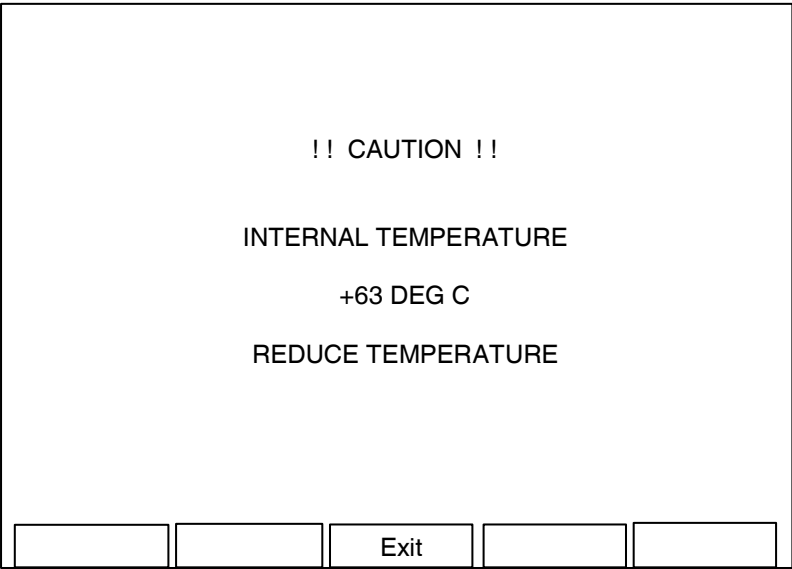 ! ! CAUTION ! !
INTERNAL TEMPERATURE
+63 DEG C
REDUCE TEMPERATURE
Exit